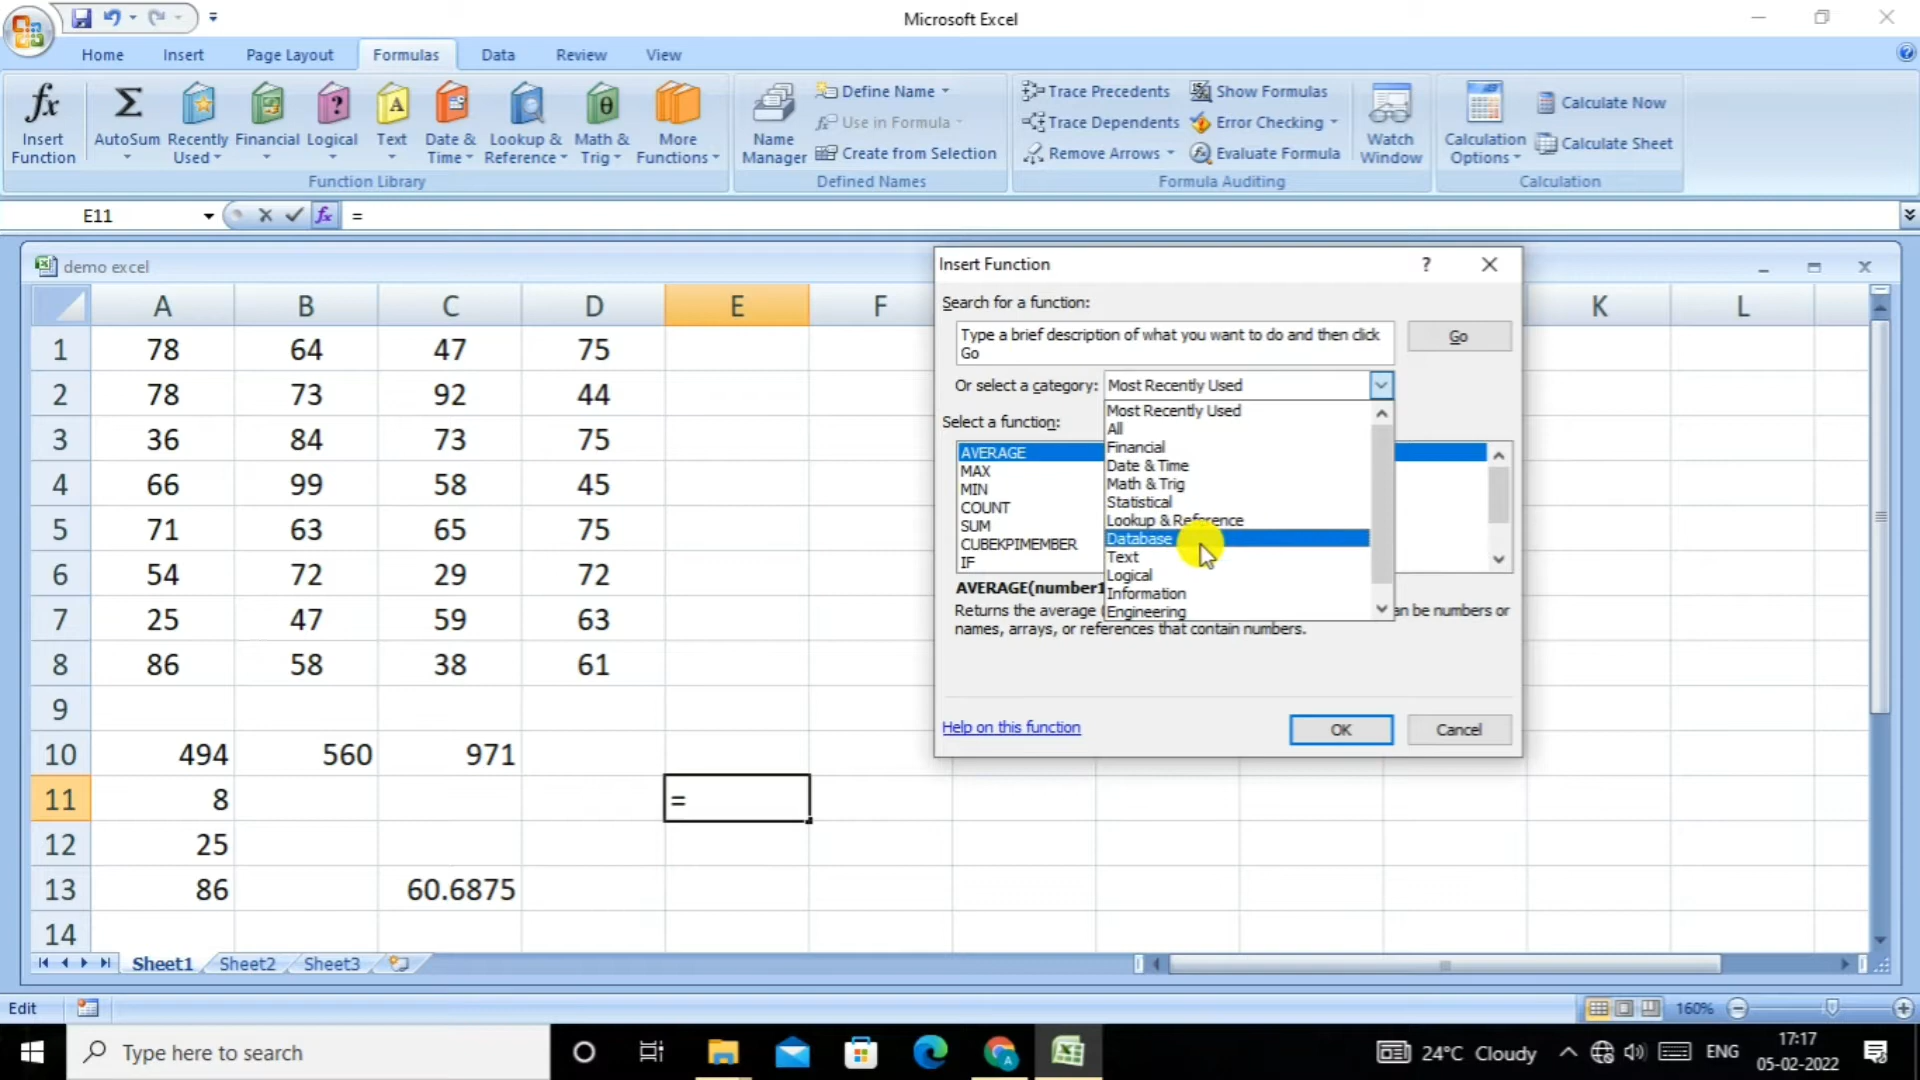 Microsoft Excel
Home Insert Page Layout Formulas Data Review View
fx Insert Function
Σ AutoSum
Recently Used
Financial
Logical
Text
Date & Time
Lookup & Reference
Math & Trig
More Functions
Function Library
Name Manager
Define Name
Use in Formula
Create from Selection
Defined Names
Trace Precedents
Trace Dependents
Remove Arrows
Show Formulas
Error Checking
Evaluate Formula
Formula Auditing
Watch Window
Calculation Options
Calculate Now
Calculate Sheet
Calculation
E11 fx =
demo excel
A B C D E F K L
1 78 64 47 75
2 78 73 92 44
3 36 84 73 75
4 66 99 58 45
5 71 63 65 75
6 54 72 29 72
7 25 47 59 63
8 86 58 38 61
9
10 494 560 971
11 8 =
12 25
13 86 60.6875
14
Insert Function ?
Search for a function:
Type a brief description of what you want to do and then click
Go
Go
Or select a category: Most Recently Used
Most Recently Used
All
Financial
Date & Time
Math & Trig
Statistical
Lookup & Reference
Database
Text
Logical
Information
Engineering
Select a function:
AVERAGE
MAX
MIN
COUNT
SUM
CUBEKPIMEMBER
IF
AVERAGE(number1
Returns the average ( an be numbers or
names, arrays, or references that contain numbers.
Help on this function
OK Cancel
Sheet1 Sheet2 Sheet3
Edit 160%
Type here to search
24°C Cloudy ENG
17:17
05-02-2022